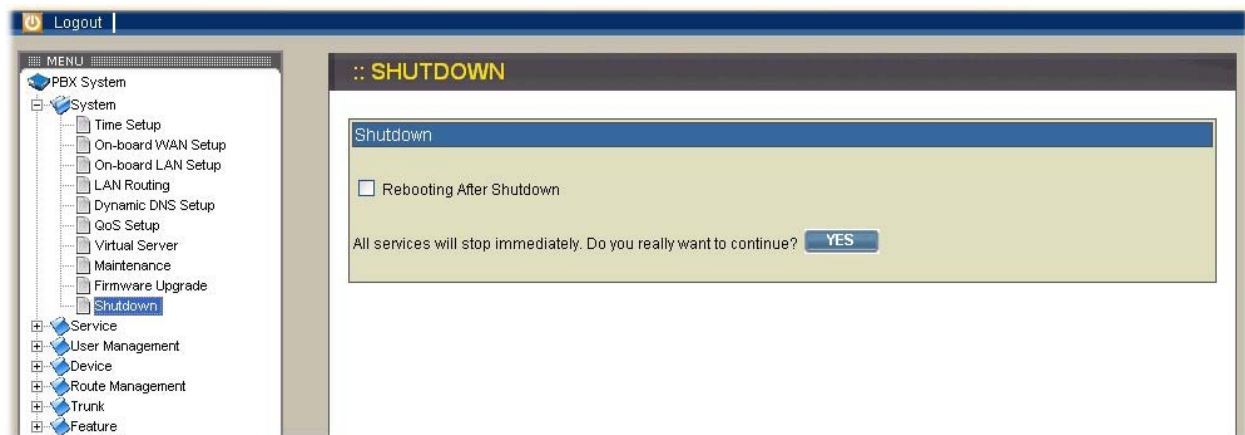 Logout
MENU
PBX System
System
Time Setup
On-board WAN Setup
On-board LAN Setup
LAN Routing
Dynamic DNS Setup
QoS Setup
Virtual Server
Maintenance
Firmware Upgrade
Shutdown
Service
User Management
Device
Route Management
Trunk
Feature
:: SHUTDOWN
Shutdown
Rebooting After Shutdown
All services will stop immediately. Do you really want to continue? YES